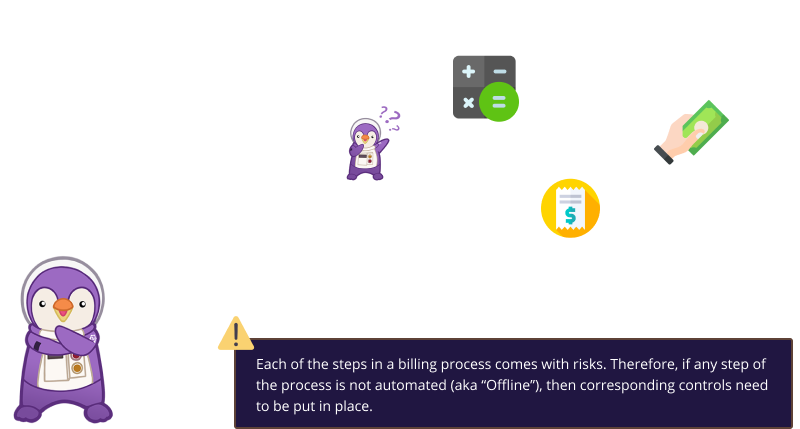 ???
$
Each of the steps in a billing process comes with risks. Therefore, if any step of
the process is not automated (aka “Offline”), then corresponding controls need
to be put in place.